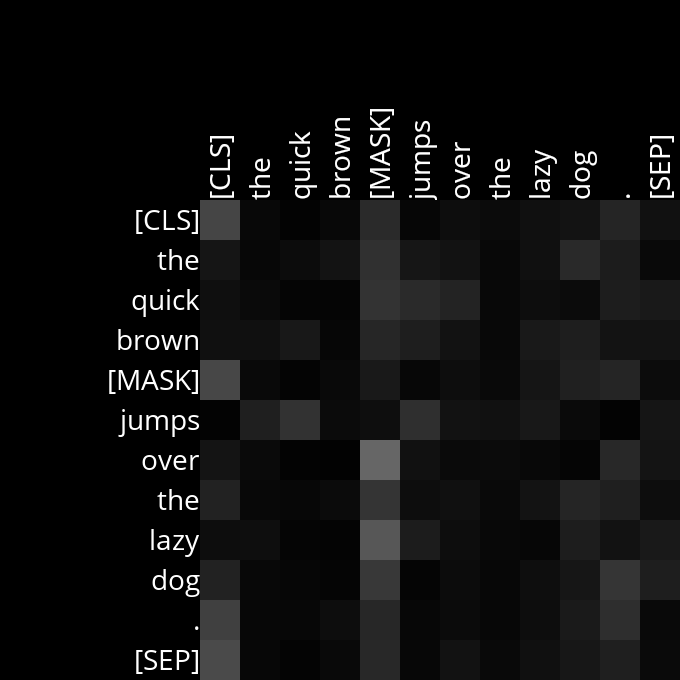 [CLS] the quick brown [MASK] jumps over the lazy dog . [SEP]
[CLS]
the
quick
brown
[MASK]
jumps
over
the
lazy
dog
.
[SEP]